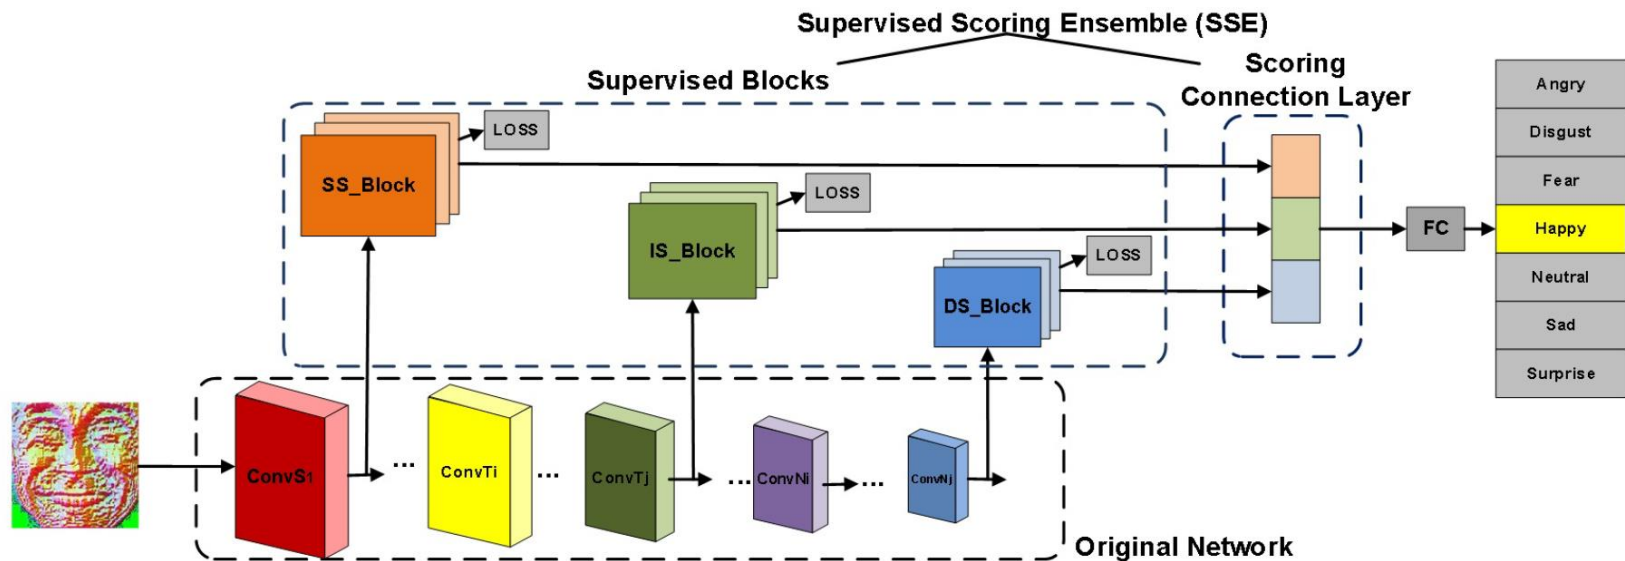 Supervised Scoring Ensemble (SSE)
Supervised Blocks
Scoring
Connection Layer
SS_Block
LOSS
IS_Block
LOSS
DS_Block
LOSS
FC
Angry
Disgust
Fear
Happy
Neutral
Sad
Surprise
ConvS1
...
ConvTi
...
ConvTj
...
ConvNi
...
ConvNj
Original Network